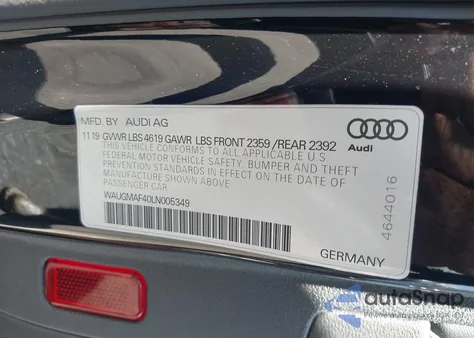 MFD. BY AUDI AG
11 19 GVWR LBS 4619 GAWR LBS FRONT 2359 /REAR 2392
THIS VEHICLE CONFORMS TO ALL APPLICABLE U.S
FEDERAL MOTOR VEHICLE SAFETY, BUMPER AND THEFT
PREVENTION STANDARDS IN EFFECT ON THE DATE OF
MANUFACTURE SHOWN ABOVE
PASSENGER CAR
WAUGMAF40LN005349
Audi
4644016
GERMANY
autoSnap